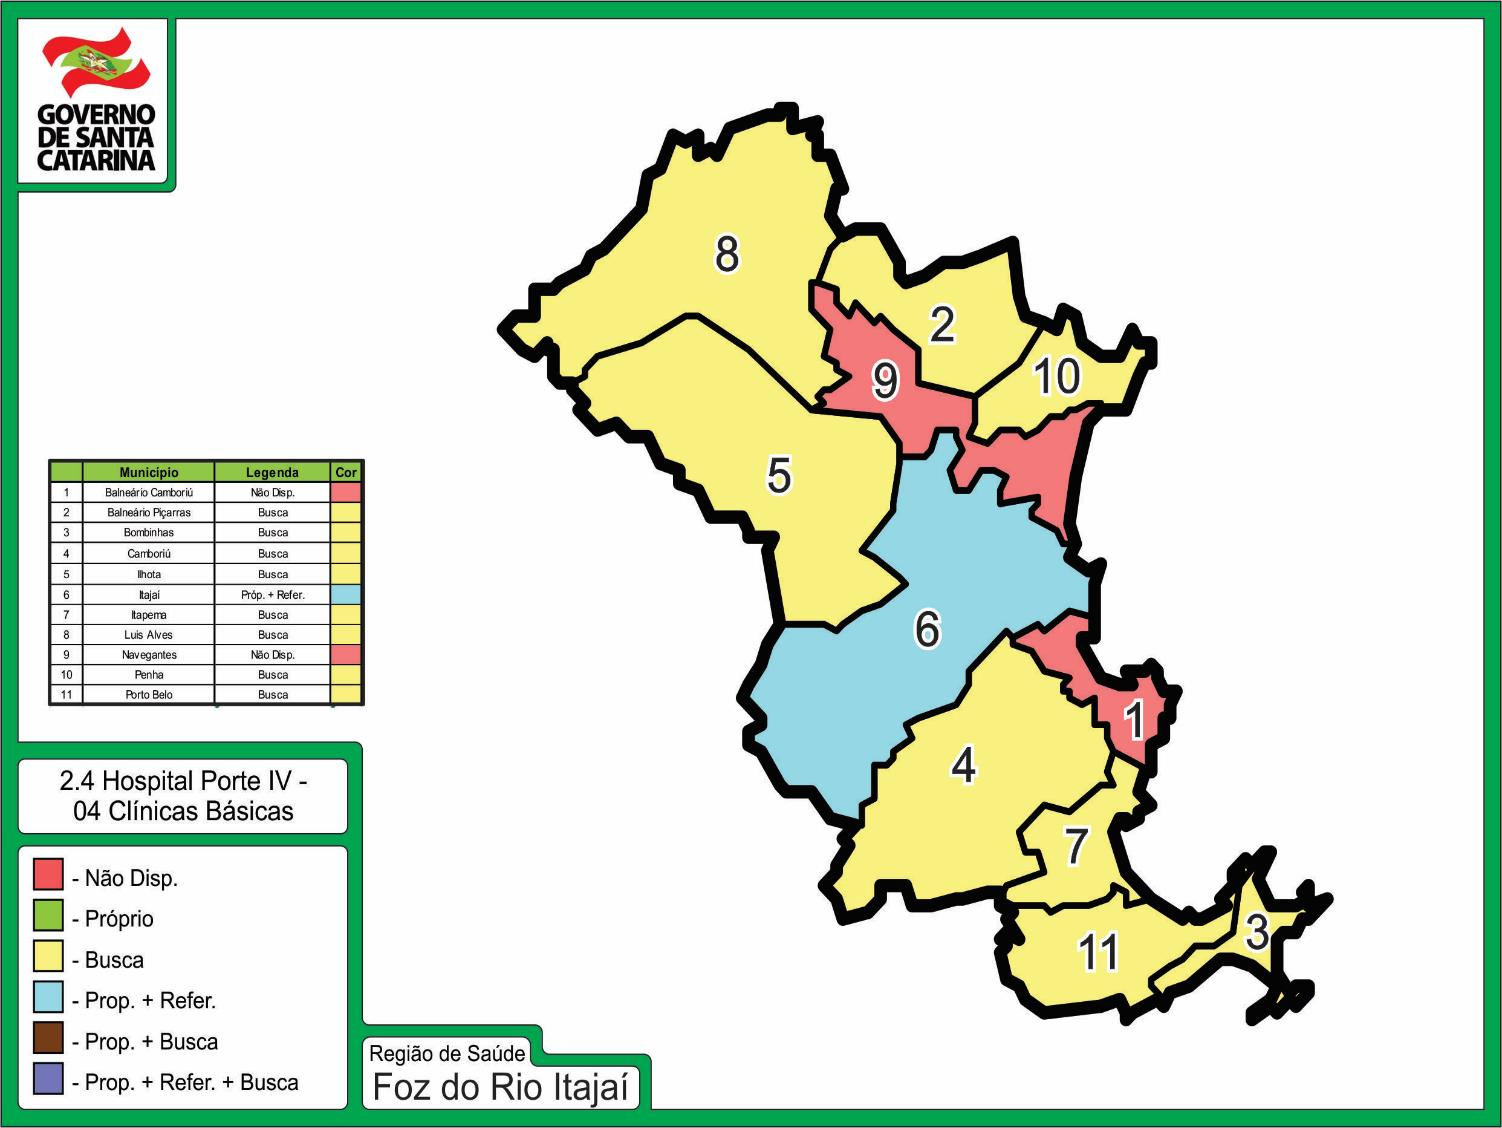 GOVERNO
DE SANTA
CATARINA
8
2
10
9
5
6
1
4
7
3
11
Município Legenda Cor
1 Balneário Camboriú Não Disp.
2 Balneário Piçarras Busca
3 Bombinhas Busca
4 Camboriú Busca
5 Ilhota Busca
6 Itajaí Próp. + Refer.
7 Itapema Busca
8 Luis Alves Busca
9 Navegantes Não Disp.
10 Penha Busca
11 Porto Belo Busca
2.4 Hospital Porte IV -
04 Clínicas Básicas
- Não Disp.
- Próprio
- Busca
- Prop. + Refer.
- Prop. + Busca
- Prop. + Refer. + Busca
Região de Saúde
Foz do Rio Itajaí